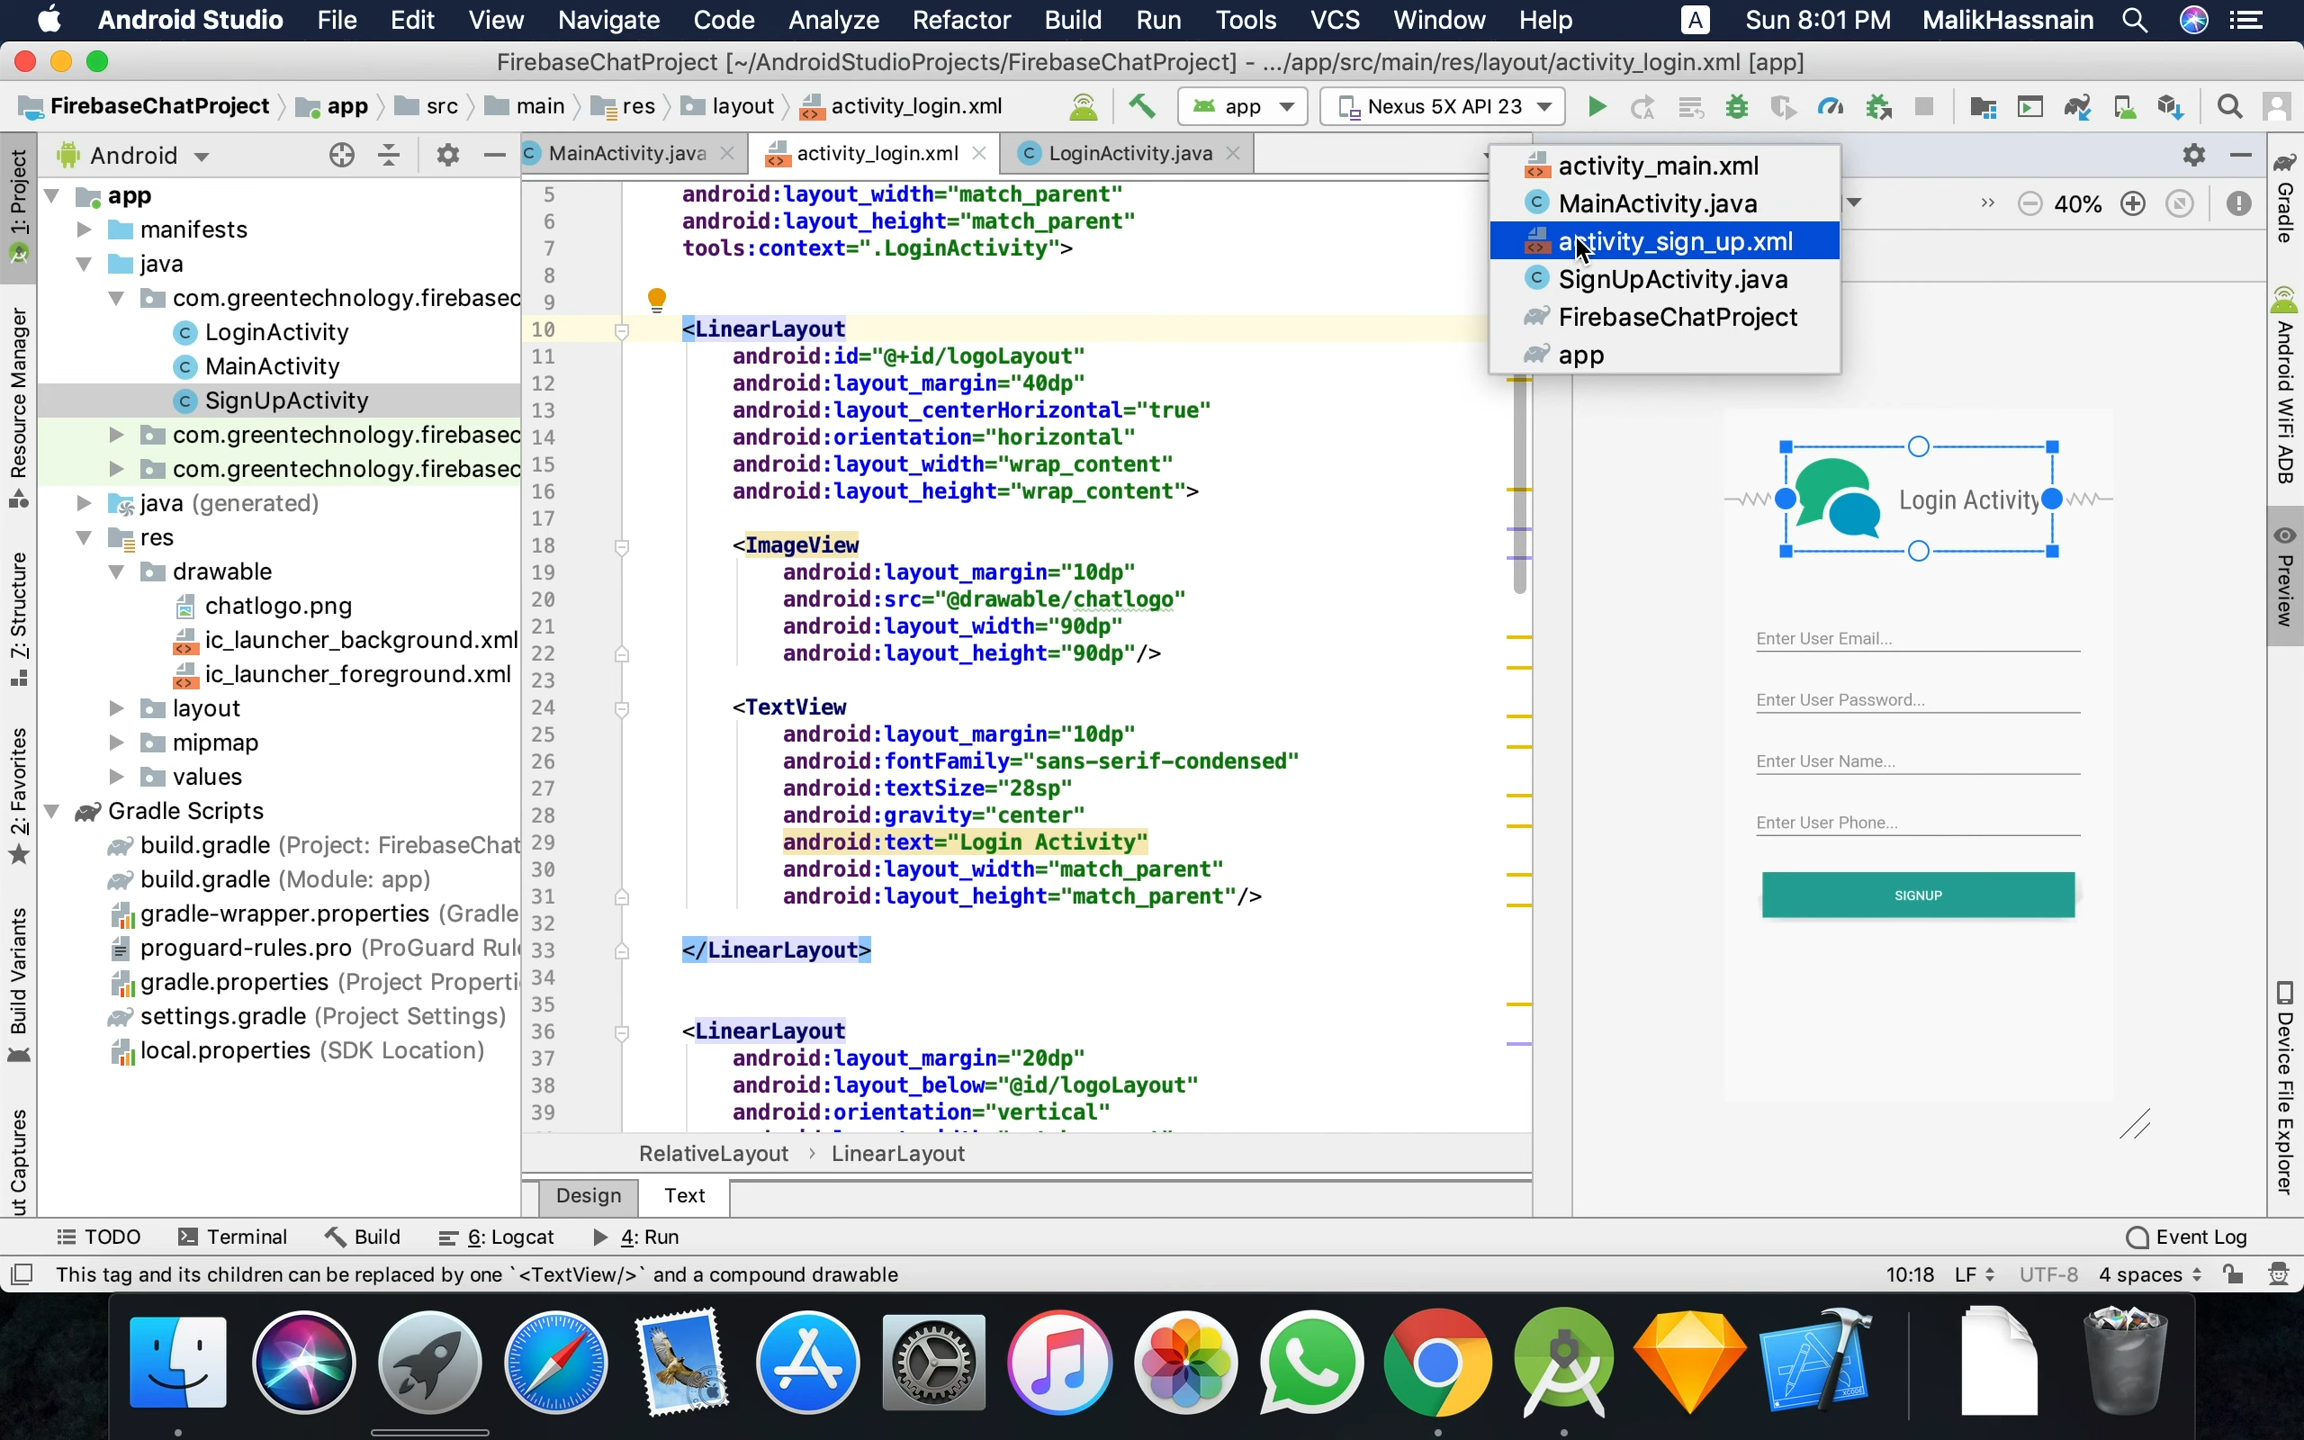 Android Studio File Edit View Navigate Code Analyze Refactor Build Run Tools VCS Window Help A Sun 8:01 PM MalikHassnain
FirebaseChatProject [~/AndroidStudioProjects/FirebaseChatProject] - .../app/src/main/res/layout/activity_login.xml [app]
FirebaseChatProject app src main res layout activity_login.xml app Nexus 5X API 23
Android
MainActivity.java activity_login.xml LoginActivity.java
1: Project
Resource Manager
7: Structure
2: Favorites
Build Variants
ut Captures
app
manifests
java
com.greentechnology.firebasec
LoginActivity
MainActivity
SignUpActivity
com.greentechnology.firebasec
com.greentechnology.firebasec
java (generated)
res
drawable
chatlogo.png
ic_launcher_background.xml
ic_launcher_foreground.xml
layout
mipmap
values
Gradle Scripts
build.gradle (Project: FirebaseChat
build.gradle (Module: app)
gradle-wrapper.properties (Gradle
proguard-rules.pro (ProGuard Rul
gradle.properties (Project Properti
settings.gradle (Project Settings)
local.properties (SDK Location)
5 android:layout_width="match_parent"
6 android:layout_height="match_parent"
7 tools:context=".LoginActivity">
8
9
10 <LinearLayout
11 android:id="@+id/logoLayout"
12 android:layout_margin="40dp"
13 android:layout_centerHorizontal="true"
14 android:orientation="horizontal"
15 android:layout_width="wrap_content"
16 android:layout_height="wrap_content">
17
18 <ImageView
19 android:layout_margin="10dp"
20 android:src="@drawable/chatlogo"
21 android:layout_width="90dp"
22 android:layout_height="90dp"/>
23
24 <TextView
25 android:layout_margin="10dp"
26 android:fontFamily="sans-serif-condensed"
27 android:textSize="28sp"
28 android:gravity="center"
29 android:text="Login Activity"
30 android:layout_width="match_parent"
31 android:layout_height="match_parent"/>
32
33 </LinearLayout>
34
35
36 <LinearLayout
37 android:layout_margin="20dp"
38 android:layout_below="@id/logoLayout"
39 android:orientation="vertical"
RelativeLayout › LinearLayout
Design Text
activity_main.xml
MainActivity.java
activity_sign_up.xml
SignUpActivity.java
FirebaseChatProject
app
» 40%
Login Activity
Enter User Email...
Enter User Password...
Enter User Name...
Enter User Phone...
SIGNUP
Gradle
Android WiFi ADB
Preview
Device File Explorer
TODO Terminal Build 6: Logcat 4: Run Event Log
This tag and its children can be replaced by one `<TextView/>` and a compound drawable 10:18 LF UTF-8 4 spaces